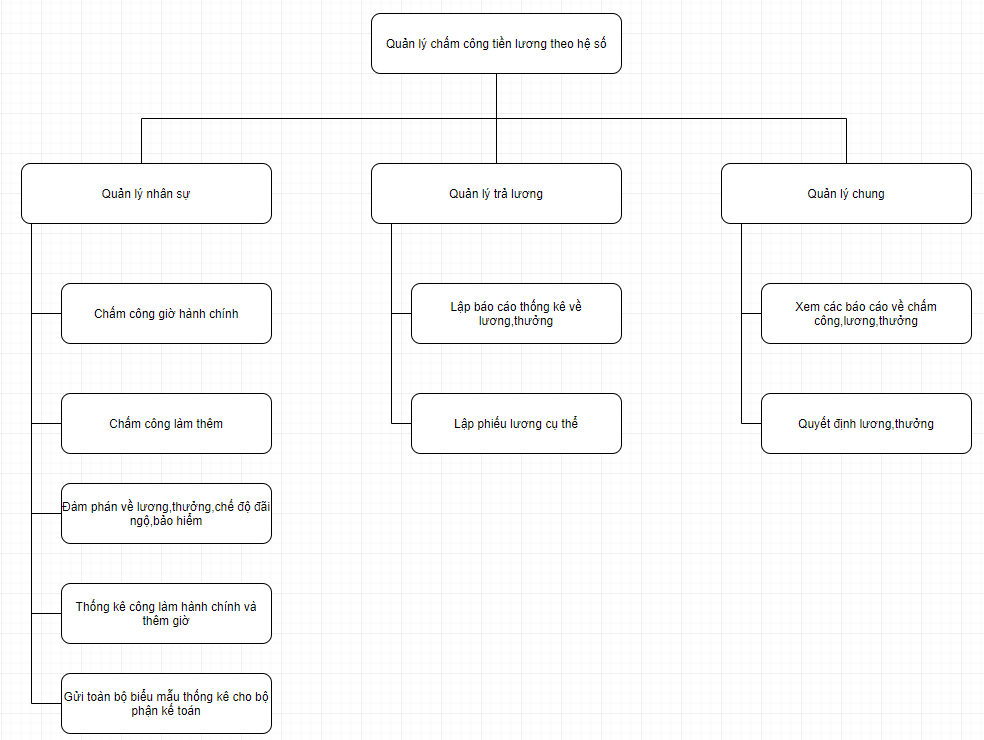 Quản lý chấm công tiền lương theo hệ số
Quản lý nhân sự
Quản lý trả lương
Quản lý chung
Chấm công giờ hành chính
Chấm công làm thêm
Đàm phán về lương,thưởng,chế độ đãi
ngộ,bảo hiểm
Thống kê công làm hành chính và
thêm giờ
Gửi toàn bộ biểu mẫu thống kê cho bộ
phận kế toán
Lập báo cáo thống kê về
lương,thưởng
Lập phiếu lương cụ thể
Xem các báo cáo về chấm
công,lương,thưởng
Quyết định lương,thưởng